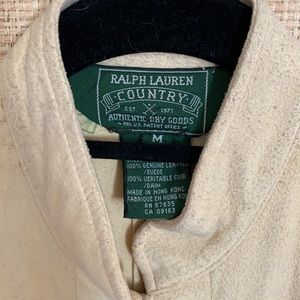 RALPH LAUREN
COUNTRY
EST. 1971
AUTHENTIC DRY GOODS
REG. U.S. PATENT OFFICE
M
100% GENUINE LEATHER
/SUEDE
100% VERITABLE CUIR
/DAIM
MADE IN HONG KONG
FABRIQUE EN HONG KO
RN 67635
CA 09163